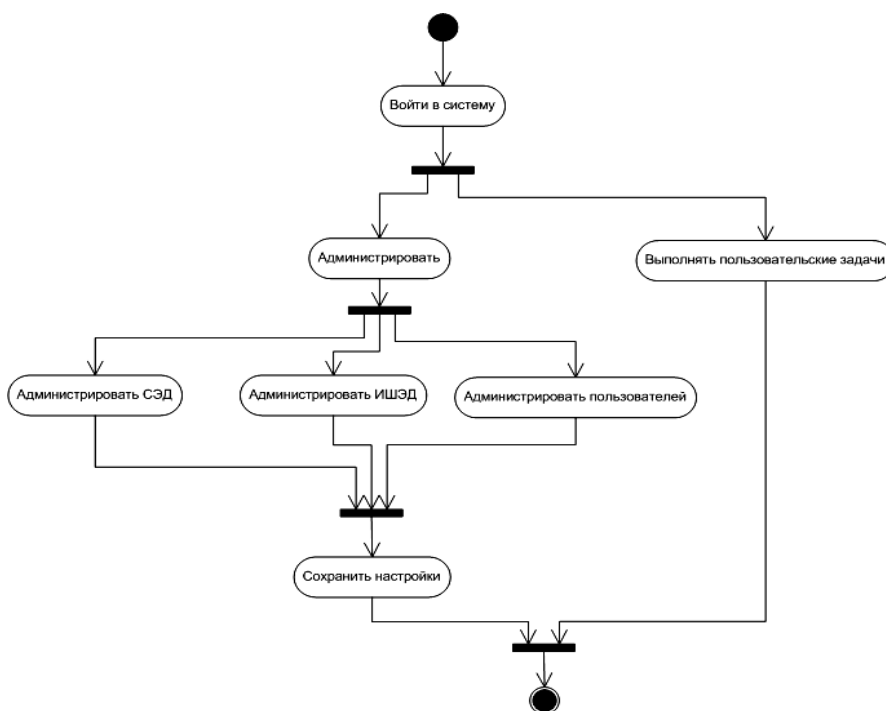 Войти в систему
Администрировать
Выполнять пользовательские задачи
Администрировать СЭД
Администрировать ИШЭД
Администрировать пользователей
Сохранить настройки